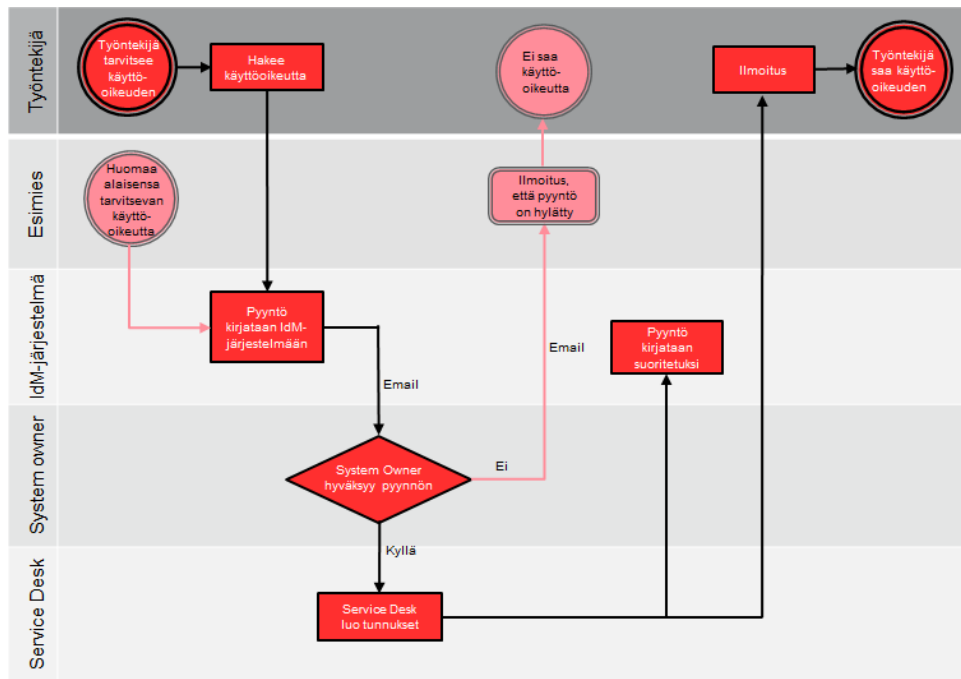 Työntekijä
Työntekijä
tarvitsee
käyttö-
oikeuden
Hakee
käyttöoikeutta
Ei saa
käyttö-
oikeutta
Ilmoitus
Työntekijä
saa käyttö-
oikeuden
Esimies
Huomaa
alaisensa
tarvitsevan
käyttö-
oikeutta
Ilmoitus,
että pyyntö
on hylätty
IdM-järjestelmä
Pyyntö
kirjataan IdM-
järjestelmään
Email
Email
Pyyntö
kirjataan
suoritetuksi
System owner
System Owner
hyväksyy pyynnön
Ei
Kyllä
Service Desk
Service Desk
luo tunnukset